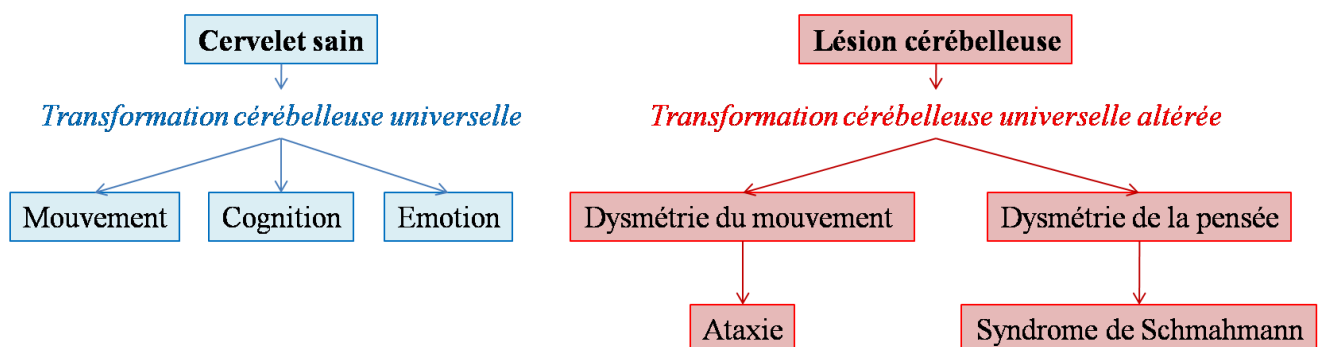 Cervelet sain
Transformation cérébelleuse universelle
Mouvement
Cognition
Emotion
Lésion cérébelleuse
Transformation cérébelleuse universelle altérée
Dysmétrie du mouvement
Dysmétrie de la pensée
Ataxie
Syndrome de Schmahmann